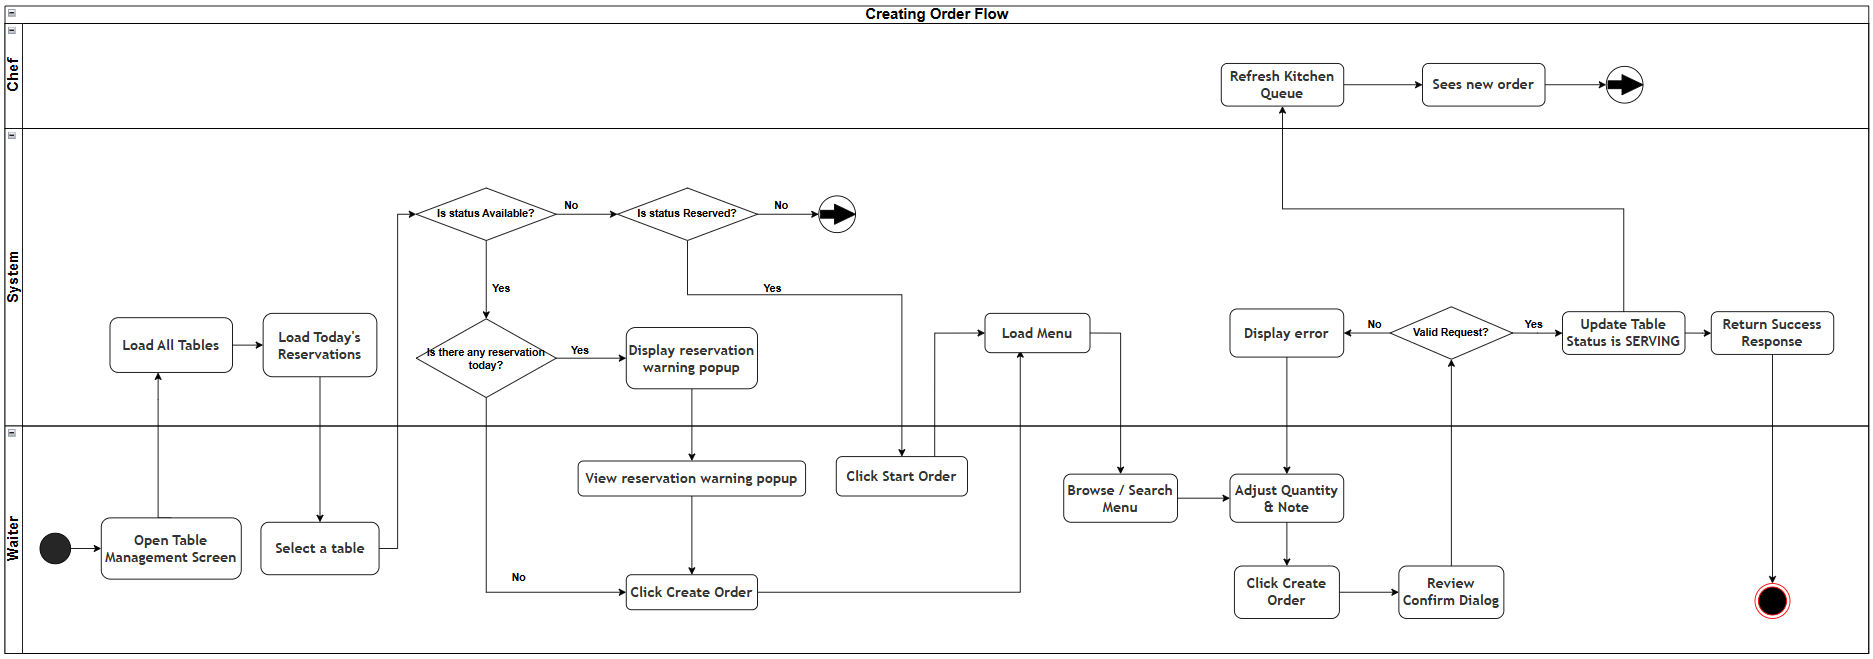 Creating Order Flow
Chef
Refresh Kitchen
Queue
Sees new order
System
Is status Available?
No
Is status Reserved?
No
Yes
Yes
Load All Tables
Load Today's
Reservations
Is there any reservation
today?
Yes
Display reservation
warning popup
Load Menu
Display error
No
Valid Request?
Yes
Update Table
Status is SERVING
Return Success
Response
Waiter
Open Table
Management Screen
Select a table
View reservation warning popup
Click Start Order
Browse / Search
Menu
Adjust Quantity
& Note
No
Click Create Order
Click Create
Order
Review
Confirm Dialog